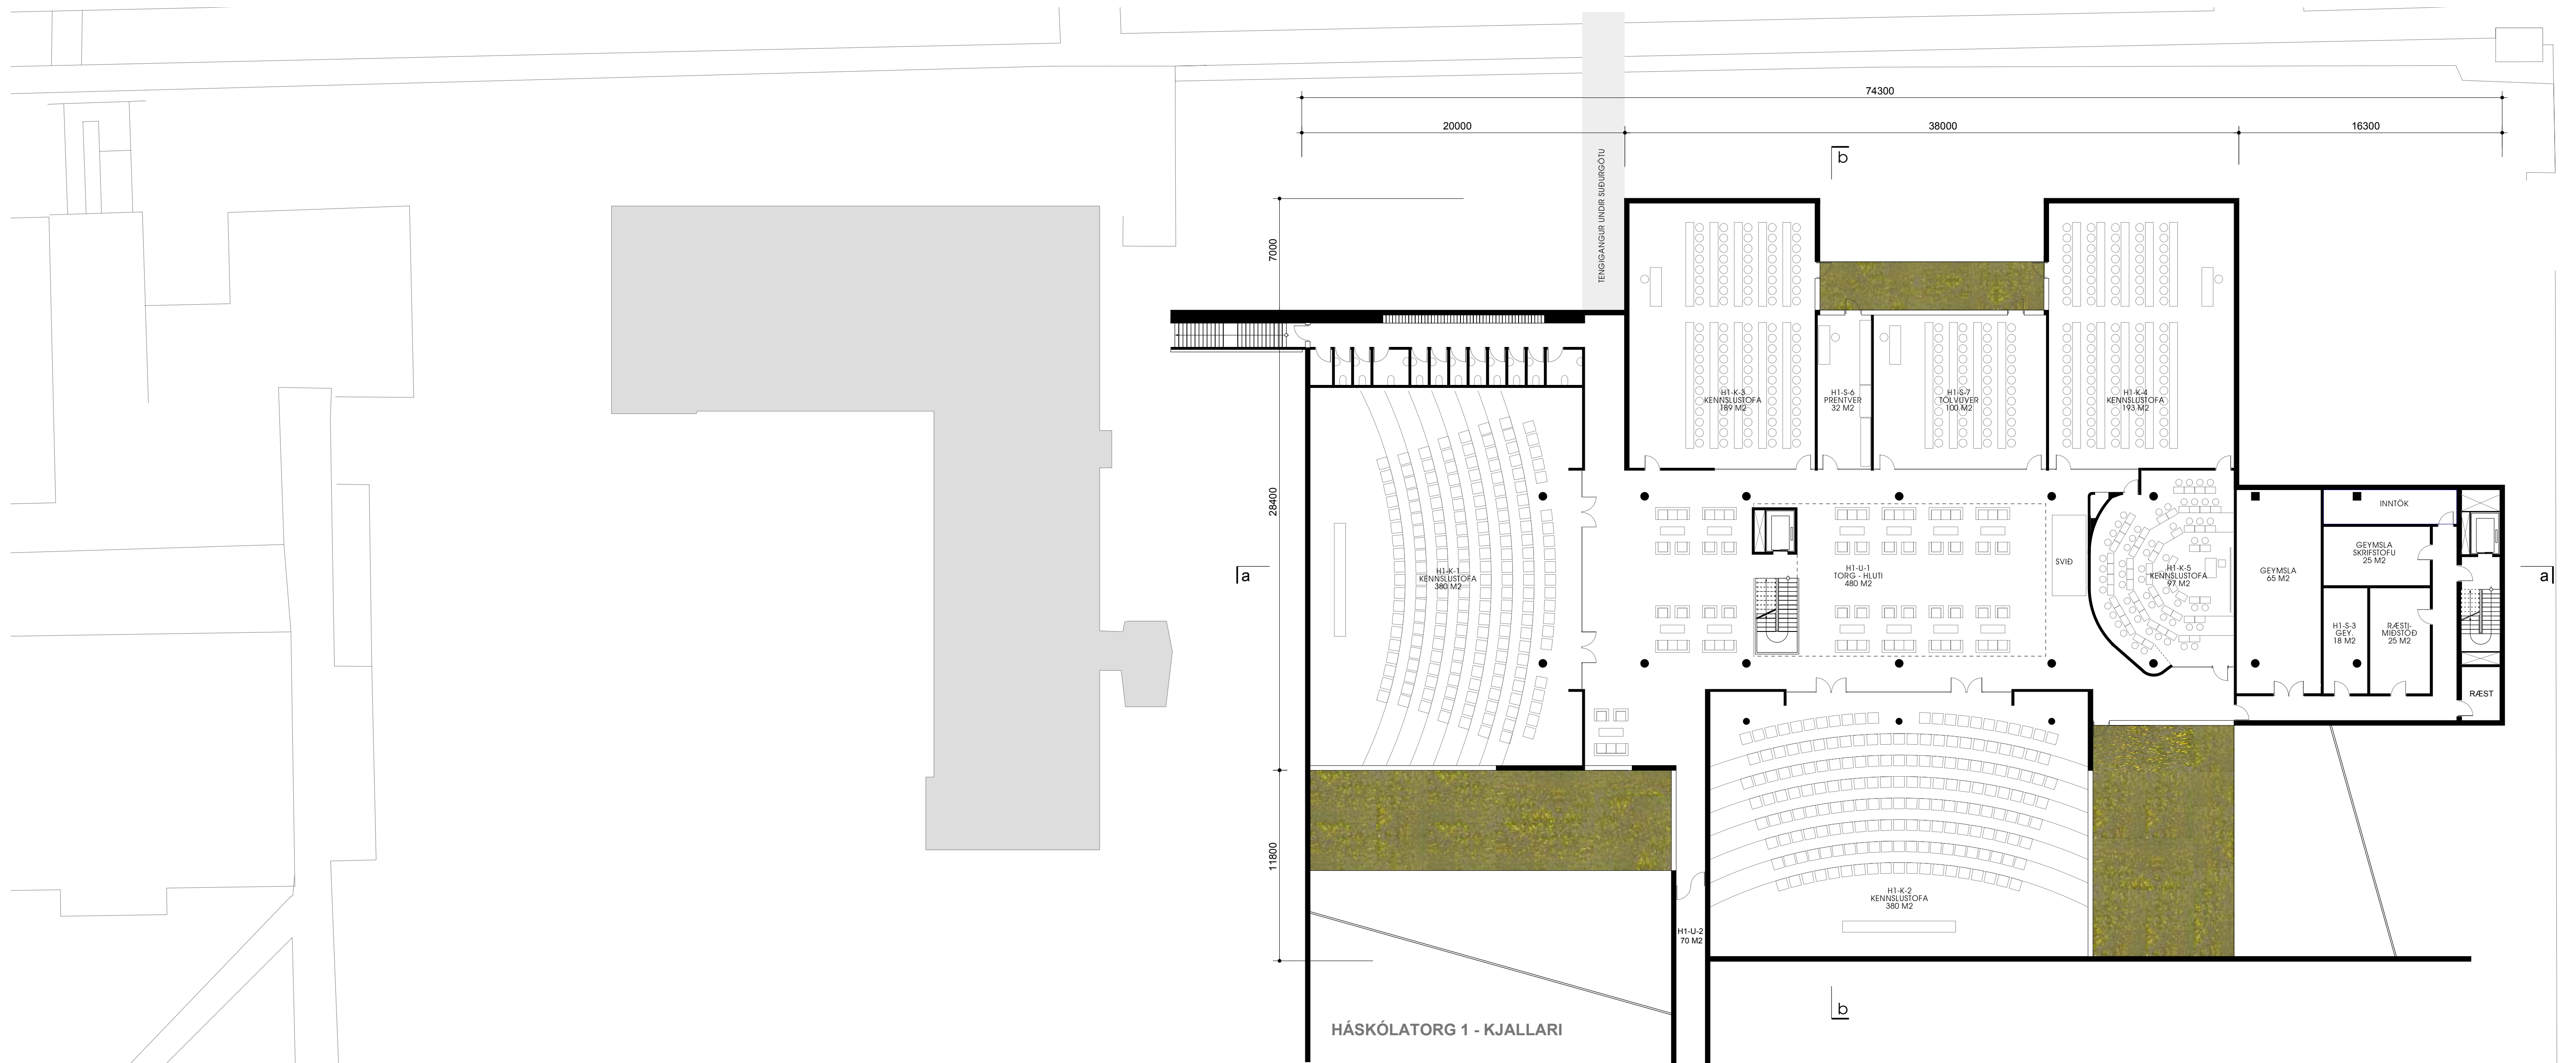 74300
20000
38000
16300
b
TENGIGANGUR UNDIR SUÐURGÖTU
7000
28400
11800
H1-K-3
KENNSLUSTOFA
189 M2
H1-S-6
PRENTVER
32 M2
H1-S-7
TÖLVUVER
100 M2
H1-K-4
KENNSLUSTOFA
193 M2
INNTÖK
GEYMSLA
SKRIFSTOFU
25 M2
a
H1-K-1
KENNSLUSTOFA
380 M2
H1-U-1
TORG - HLUTI
480 M2
SVIÐ
H1-K-5
KENNSLUSTOFA
97 M2
GEYMSLA
65 M2
a
H1-S-3
GEY.
18 M2
RÆSTI-
MIÐSTÖÐ
25 M2
RÆST
H1-K-2
KENNSLUSTOFA
380 M2
H1-U-2
70 M2
b
HÁSKÓLATORG 1 - KJALLARI